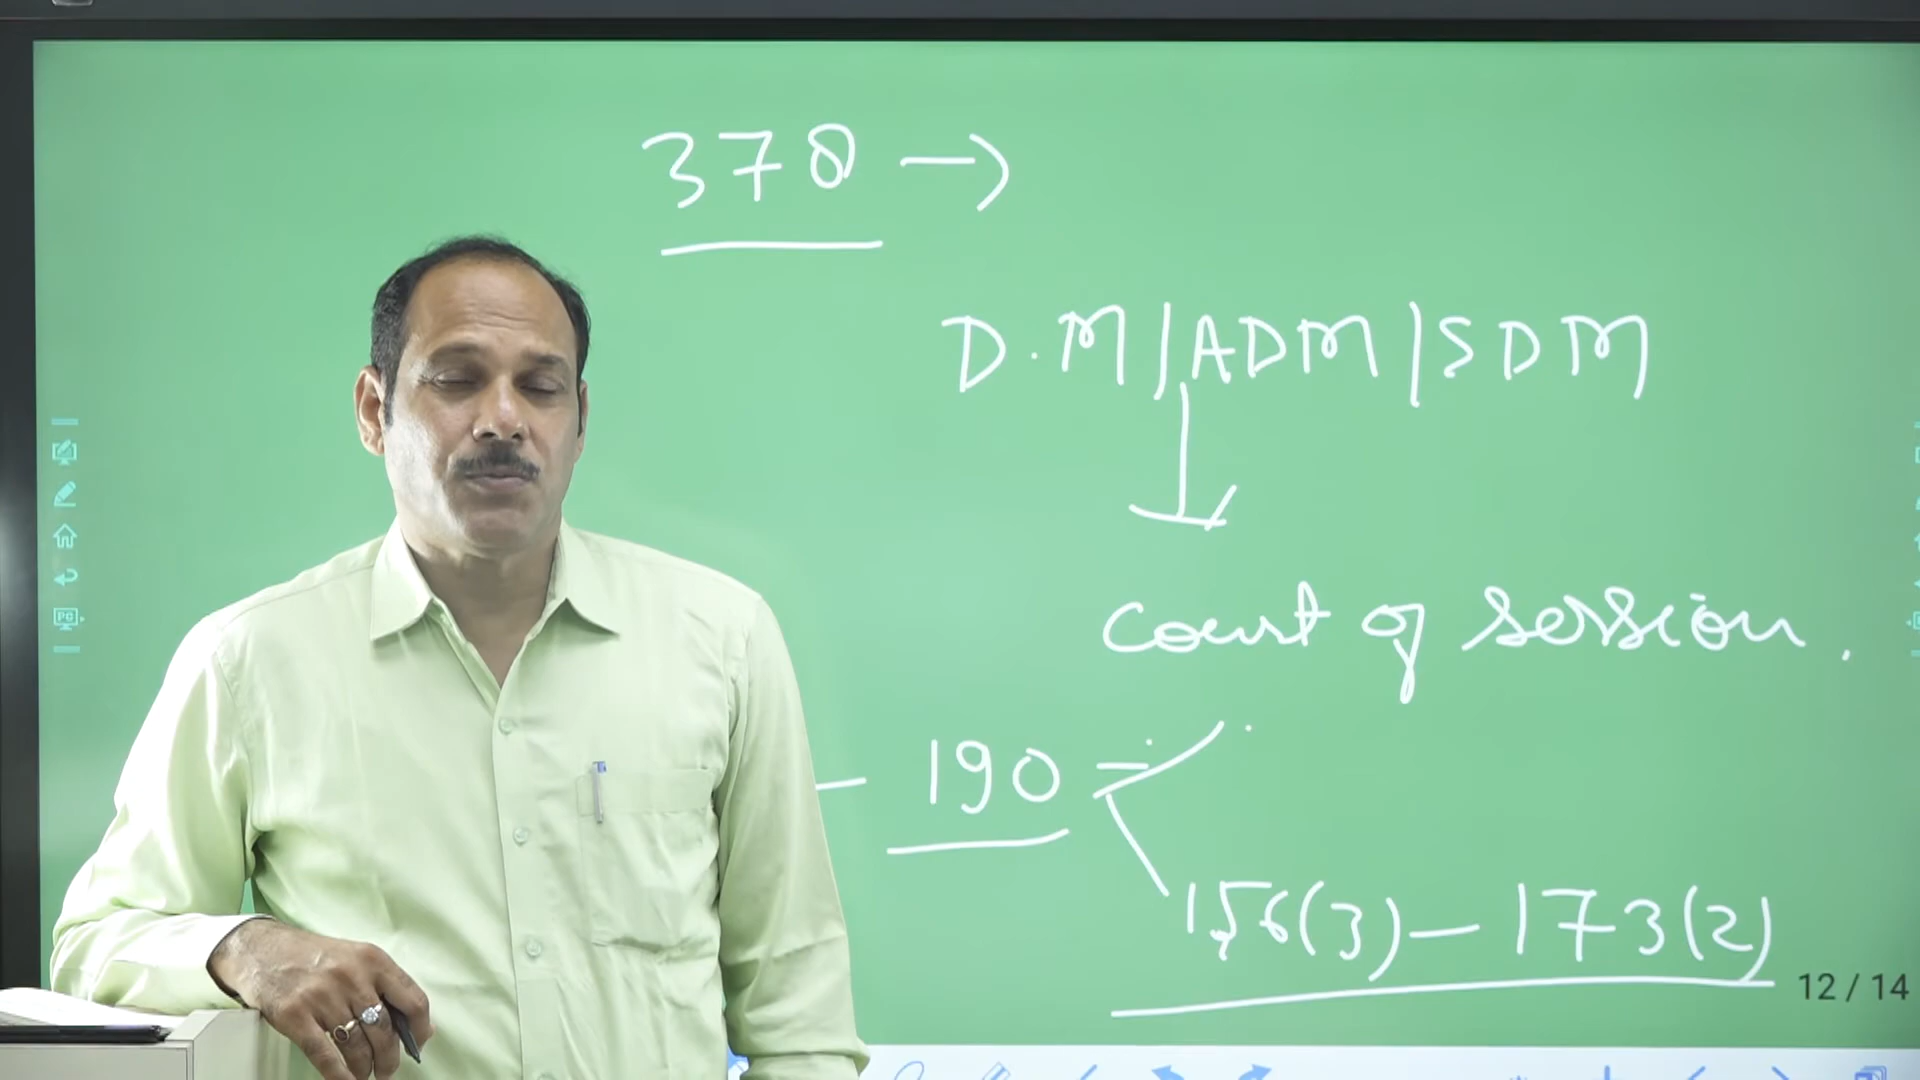 378 →
D.M/ADM/SDM
↓
Court of session.
— 190
156(3) — 173(2)
12 / 14